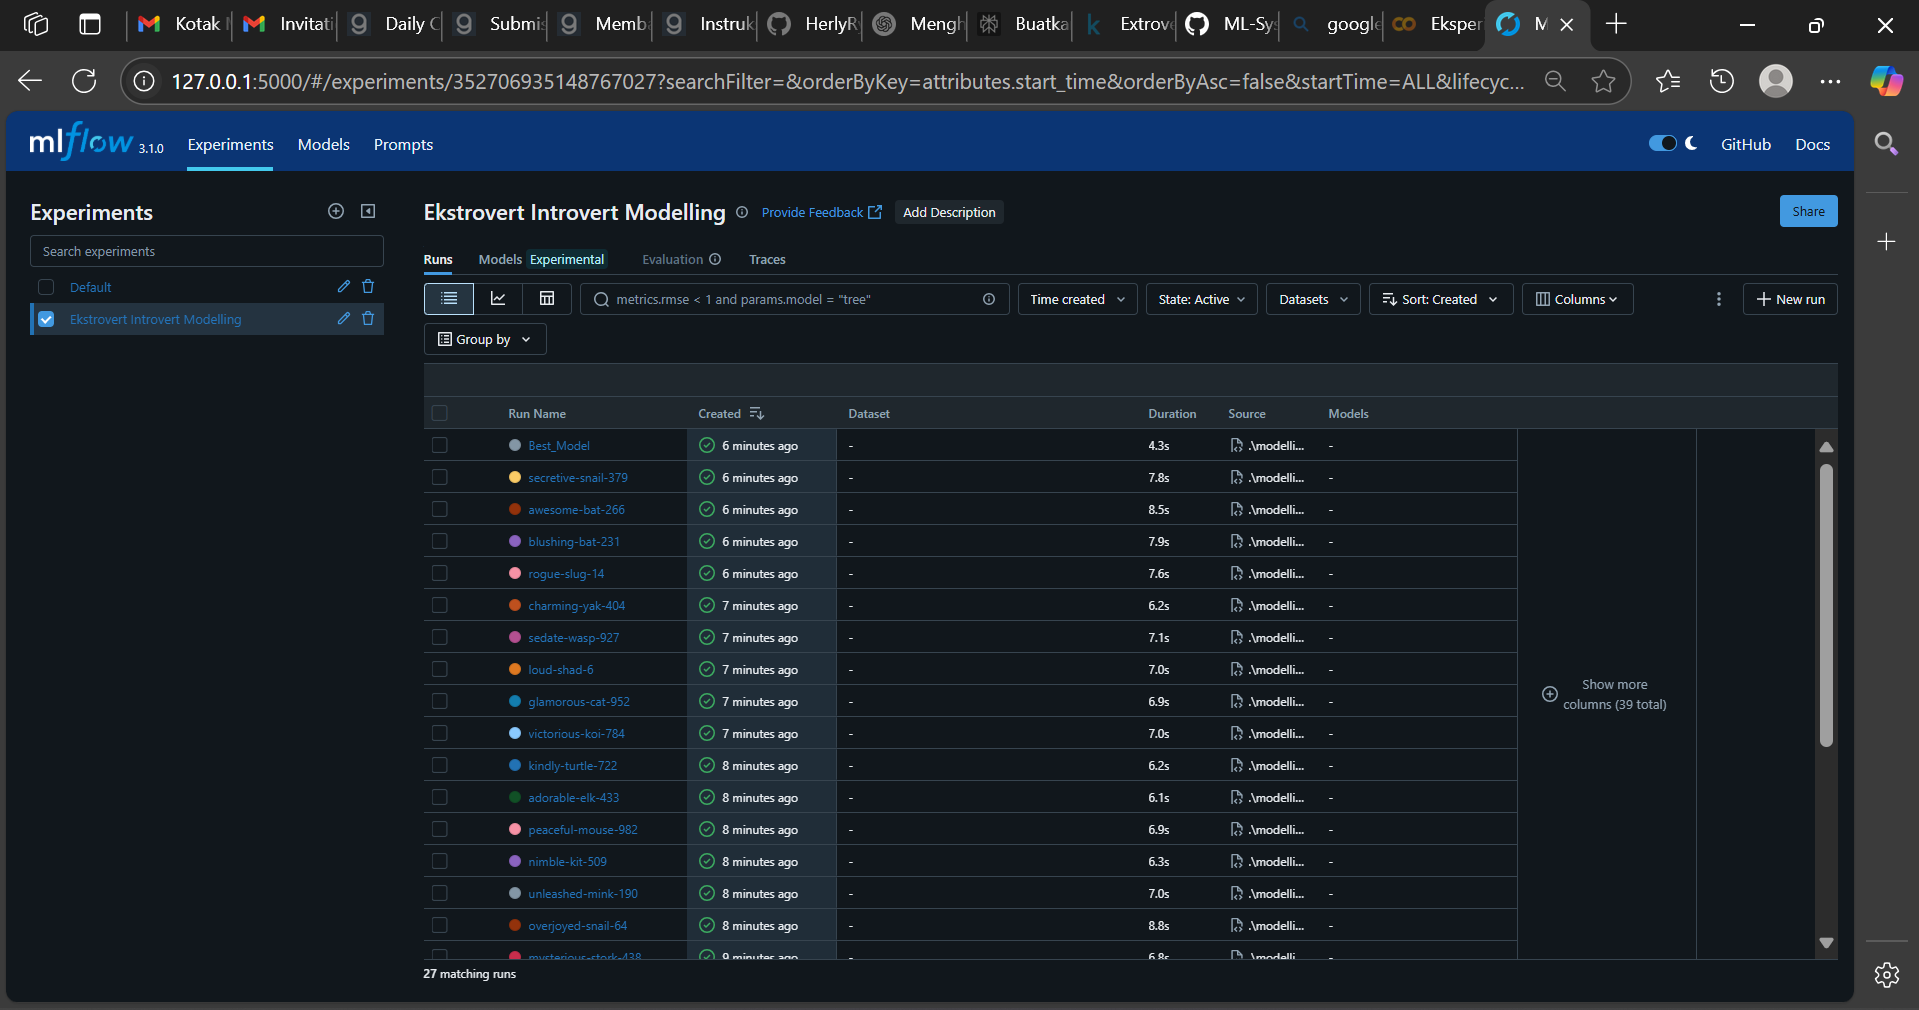 Kotak
Invitati
Daily C
Submis
Memba
Instruk
HerlyR
Mengh
Buatka
Extrove
ML-Sys
google
Eksper
M
127.0.0.1:5000/#/experiments/352706935148767027?searchFilter=&orderByKey=attributes.start_time&orderByAsc=false&startTime=ALL&lifecyc...
mlflow 3.1.0
Experiments
Models
Prompts
GitHub
Docs
Experiments
Search experiments
Default
Ekstrovert Introvert Modelling
Ekstrovert Introvert Modelling
Provide Feedback
Add Description
Share
Runs
Models Experimental
Evaluation
Traces
metrics.rmse < 1 and params.model = "tree"
Time created
State: Active
Datasets
Sort: Created
Columns
New run
Group by
Run Name Created Dataset Duration Source Models
Best_Model 6 minutes ago - 4.3s .\modelli... -
secretive-snail-379 6 minutes ago - 7.8s .\modelli... -
awesome-bat-266 6 minutes ago - 8.5s .\modelli... -
blushing-bat-231 6 minutes ago - 7.9s .\modelli... -
rogue-slug-14 6 minutes ago - 7.6s .\modelli... -
charming-yak-404 7 minutes ago - 6.2s .\modelli... -
sedate-wasp-927 7 minutes ago - 7.1s .\modelli... -
loud-shad-6 7 minutes ago - 7.0s .\modelli... -
glamorous-cat-952 7 minutes ago - 6.9s .\modelli... -
victorious-koi-784 7 minutes ago - 7.0s .\modelli... -
kindly-turtle-722 8 minutes ago - 6.2s .\modelli... -
adorable-elk-433 8 minutes ago - 6.1s .\modelli... -
peaceful-mouse-982 8 minutes ago - 6.9s .\modelli... -
nimble-kit-509 8 minutes ago - 6.3s .\modelli... -
unleashed-mink-190 8 minutes ago - 7.0s .\modelli... -
overjoyed-snail-64 8 minutes ago - 8.8s .\modelli... -
mysterious-stork-438 9 minutes ago - 6.8s .\modelli... -
Show more
columns (39 total)
27 matching runs